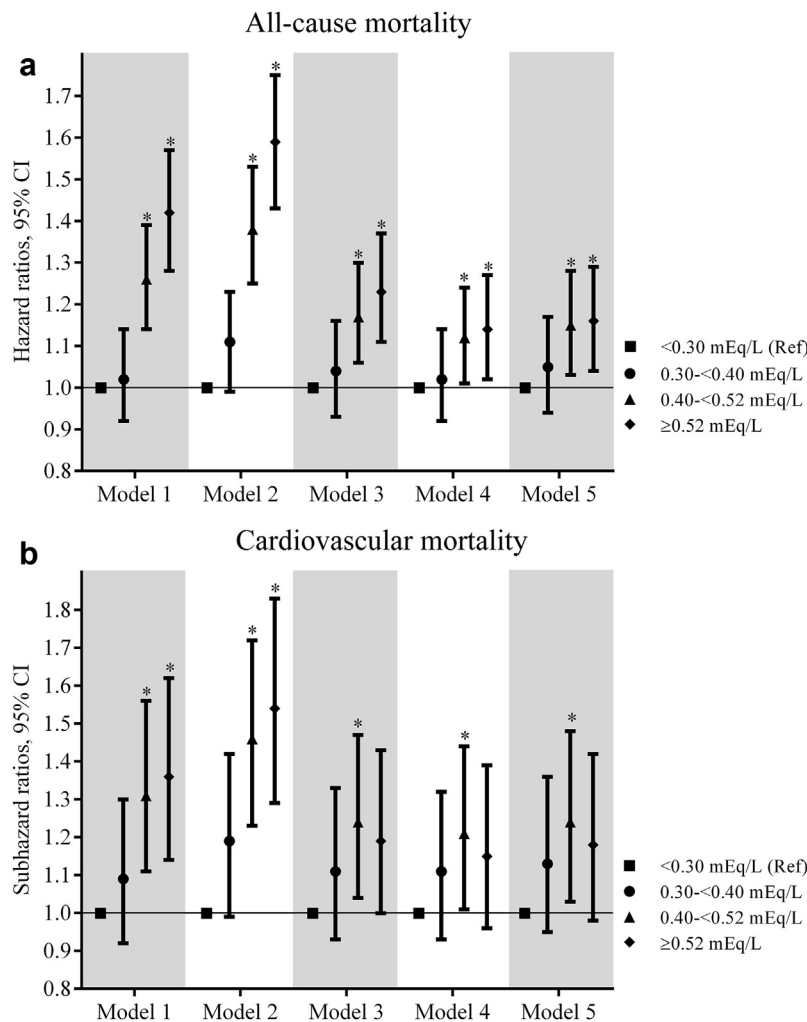 All-cause mortality
a
Hazard ratios, 95% CI
1.7
1.6
1.5
1.4
1.3
1.2
1.1
1.0
0.9
0.8
* * * * * * * * * *
Model 1 Model 2 Model 3 Model 4 Model 5
<0.30 mEq/L (Ref)
0.30-<0.40 mEq/L
0.40-<0.52 mEq/L
≥0.52 mEq/L
Cardiovascular mortality
b
Subhazard ratios, 95% CI
1.8
1.7
1.6
1.5
1.4
1.3
1.2
1.1
1.0
0.9
0.8
* * * * * * *
Model 1 Model 2 Model 3 Model 4 Model 5
<0.30 mEq/L (Ref)
0.30-<0.40 mEq/L
0.40-<0.52 mEq/L
≥0.52 mEq/L